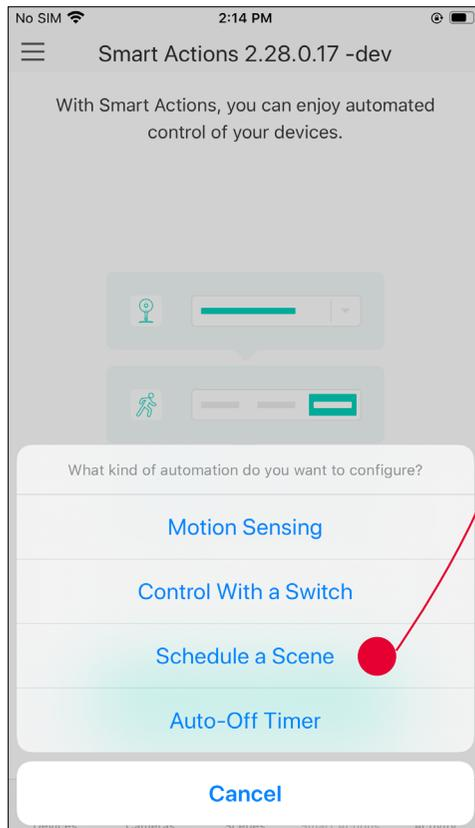 No SIM 2:14 PM
Smart Actions 2.28.0.17 -dev
With Smart Actions, you can enjoy automated
control of your devices.
What kind of automation do you want to configure?
Motion Sensing
Control With a Switch
Schedule a Scene
Auto-Off Timer
Cancel